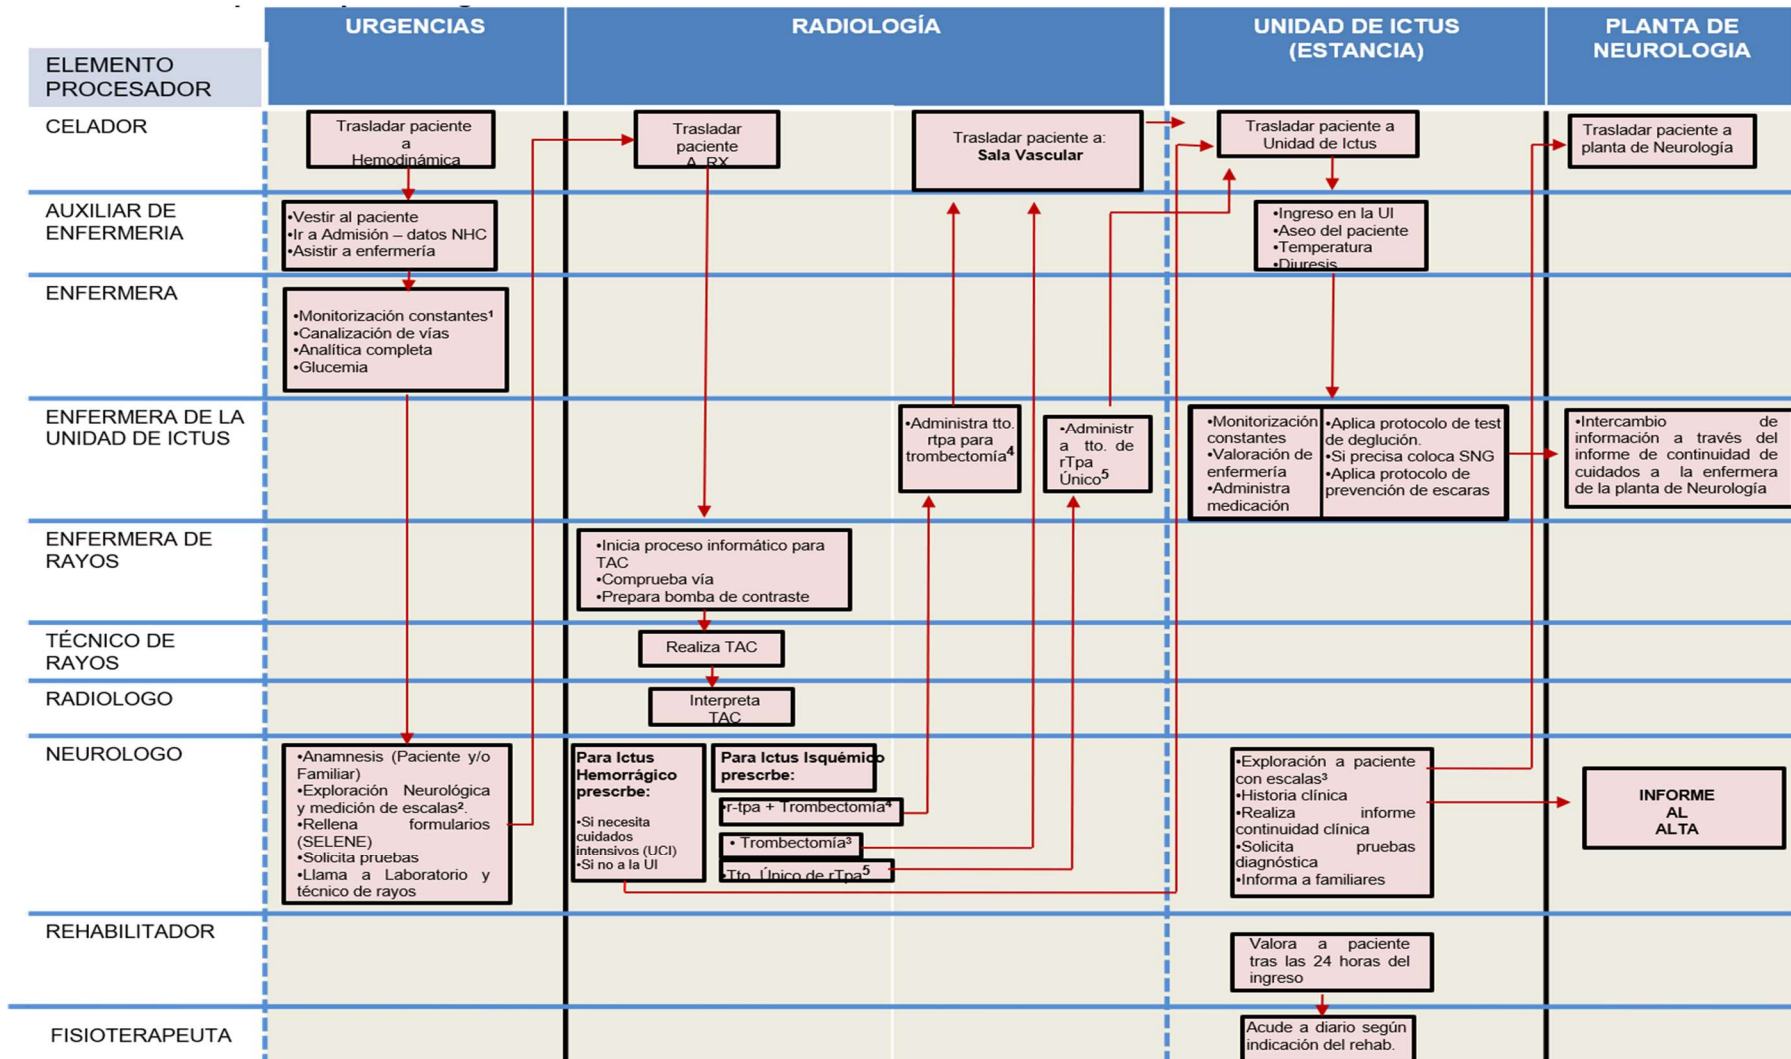 URGENCIAS
RADIOLOGÍA
UNIDAD DE ICTUS
(ESTANCIA)
PLANTA DE
NEUROLOGIA
ELEMENTO
PROCESADOR
CELADOR
Trasladar paciente
a
Hemodinámica
Trasladar
paciente
A RX
Trasladar paciente a:
Sala Vascular
Trasladar paciente a
Unidad de Ictus
Trasladar paciente a
planta de Neurología
AUXILIAR DE
ENFERMERIA
•Vestir al paciente
•Ir a Admisión – datos NHC
•Asistir a enfermería
•Ingreso en la UI
•Aseo del paciente
•Temperatura
•Diuresis
ENFERMERA
•Monitorización constantes¹
•Canalización de vías
•Analítica completa
•Glucemia
ENFERMERA DE LA
UNIDAD DE ICTUS
•Administra tto.
rtpa para
trombectomía⁴
•Administr
a tto. de
rTpa
Único⁵
•Monitorización
constantes
•Valoración de
enfermería
•Administra
medicación
•Aplica protocolo de test
de deglución.
•Si precisa coloca SNG
•Aplica protocolo de
prevención de escaras
•Intercambio de
información a través del
informe de continuidad de
cuidados a la enfermera
de la planta de Neurología
ENFERMERA DE
RAYOS
•Inicia proceso informático para
TAC
•Comprueba vía
•Prepara bomba de contraste
TÉCNICO DE
RAYOS
Realiza TAC
RADIOLOGO
Interpreta
TAC
NEUROLOGO
•Anamnesis (Paciente y/o
Familiar)
•Exploración Neurológica
y medición de escalas².
•Rellena formularios
(SELENE)
•Solicita pruebas
•Llama a Laboratorio y
técnico de rayos
Para Ictus
Hemorrágico
prescrbe:
•Si necesita
cuidados
intensivos (UCI)
•Si no a la UI
Para Ictus Isquémico
prescrbe:
•r-tpa + Trombectomía⁴
• Trombectomía³
•Tto. Único de rTpa⁵
•Exploración a paciente
con escalas³
•Historia clínica
•Realiza informe
continuidad clínica
•Solicita pruebas
diagnóstica
•Informa a familiares
INFORME
AL
ALTA
REHABILITADOR
Valora a paciente
tras las 24 horas del
ingreso
FISIOTERAPEUTA
Acude a diario según
indicación del rehab.